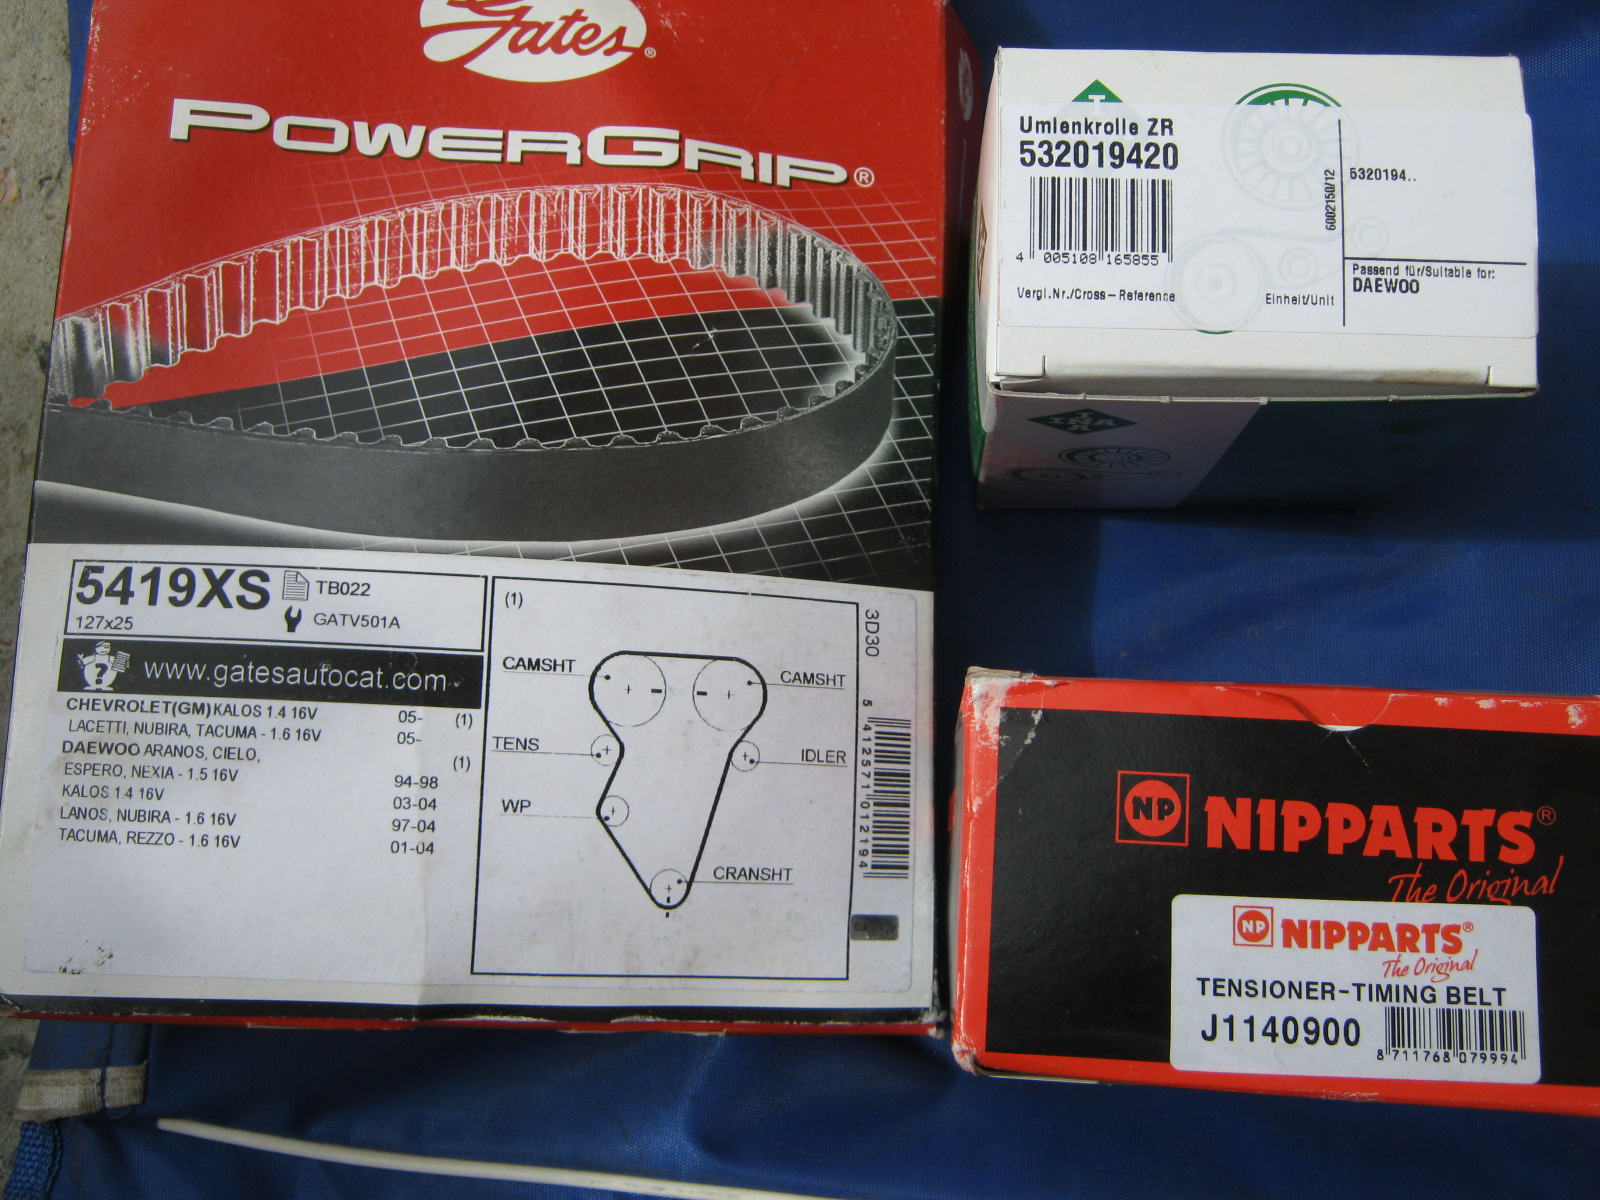 Gates®
POWERGRIP®
5419XS
TB022
127x25
GATV501A
www.gatesautocat.com
CHEVROLET(GM) KALOS 1.4 16V 05- (1)
LACETTI, NUBIRA, TACUMA - 1.6 16V 05-
DAEWOO ARANOS, CIELO, (1)
ESPERO, NEXIA - 1.5 16V 94-98
KALOS 1.4 16V 03-04
LANOS, NUBIRA - 1.6 16V 97-04
TACUMA, REZZO - 1.6 16V 01-04
(1)
CAMSHT
CAMSHT
TENS
IDLER
WP
CRANSHT
3D30
5 412571 012194
Umlenkrolle ZR
532019420
4 005108 165855
Vergl.Nr./Cross-Reference
Einheit/Unit
6002150/12
5320194..
Passend für/Suitable for:
DAEWOO
INA
NP NIPPARTS®
The Original
NP NIPPARTS®
The Original
TENSIONER-TIMING BELT
J1140900
8 711768 079994